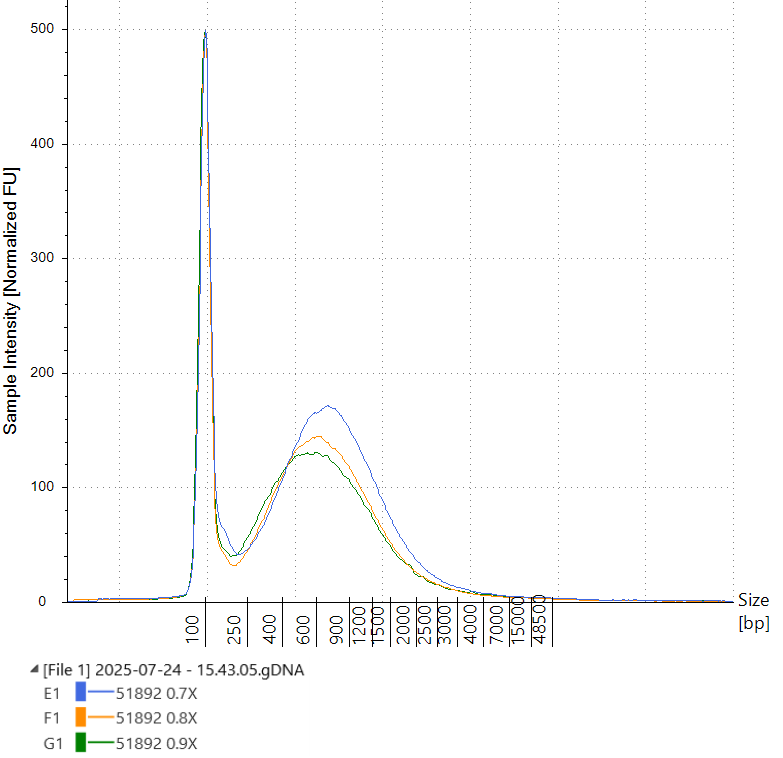 500
400
300
200
100
0
Sample Intensity [Normalized FU]
100
250
400
600
900
1200
1500
2000
2500
3000
4000
7000
15000
48500
Size
[bp]
[File 1] 2025-07-24 - 15.43.05.gDNA
E1 51892 0.7X
F1 51892 0.8X
G1 51892 0.9X